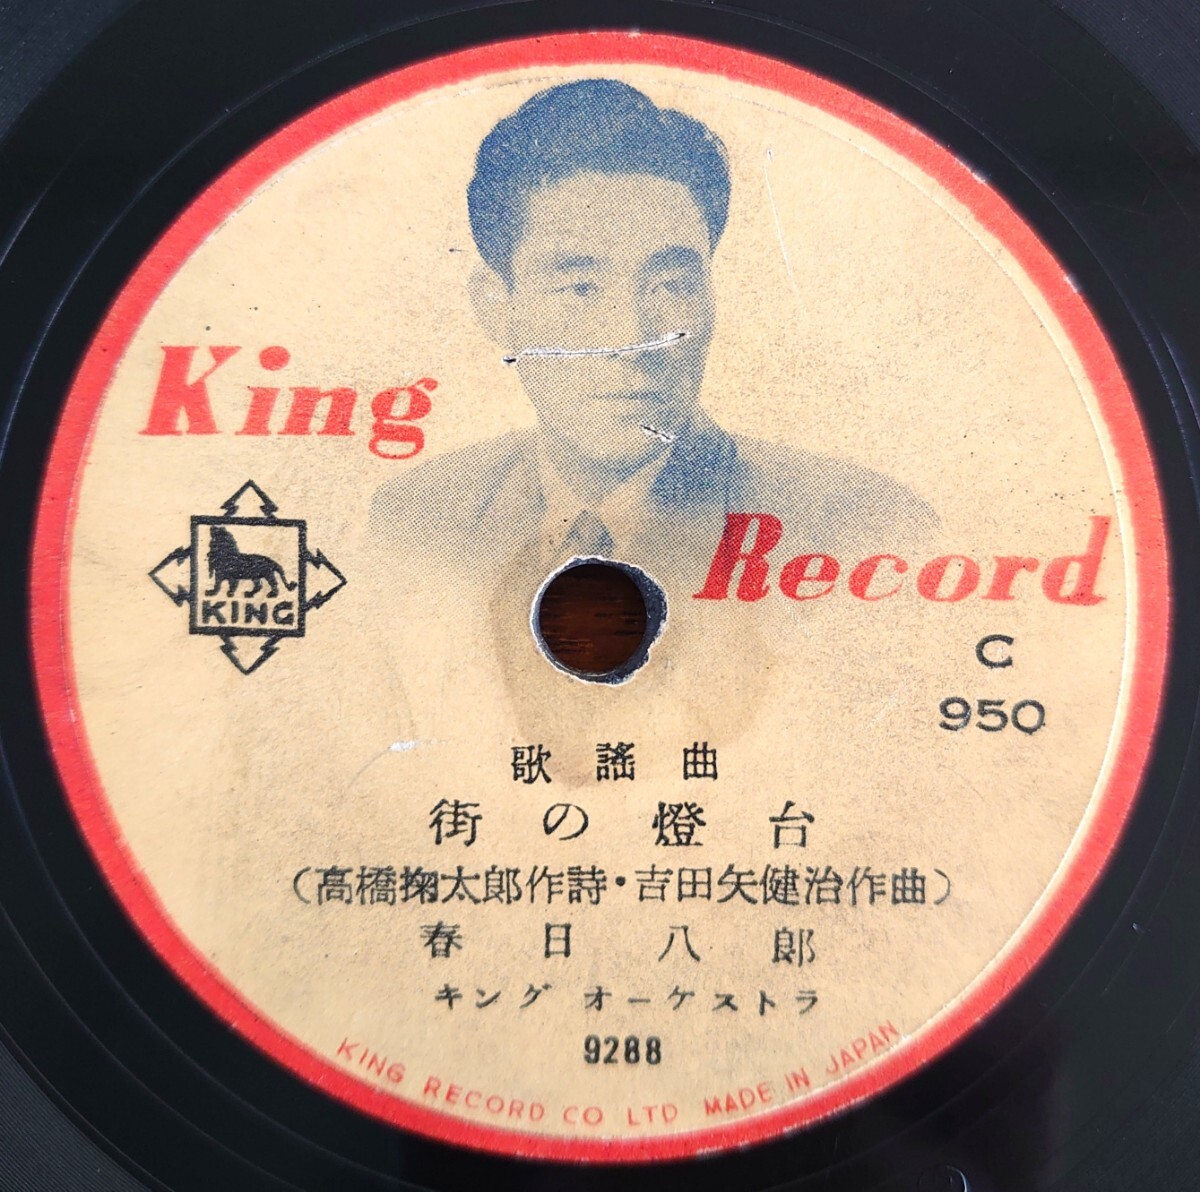 King
Record
KING
C
950
歌謠曲
街の燈台
(高橋掬太郎作詩・吉田矢健治作曲)
春日八郎
キングオーケストラ
9288
KING RECORD CO LTD MADE IN JAPAN